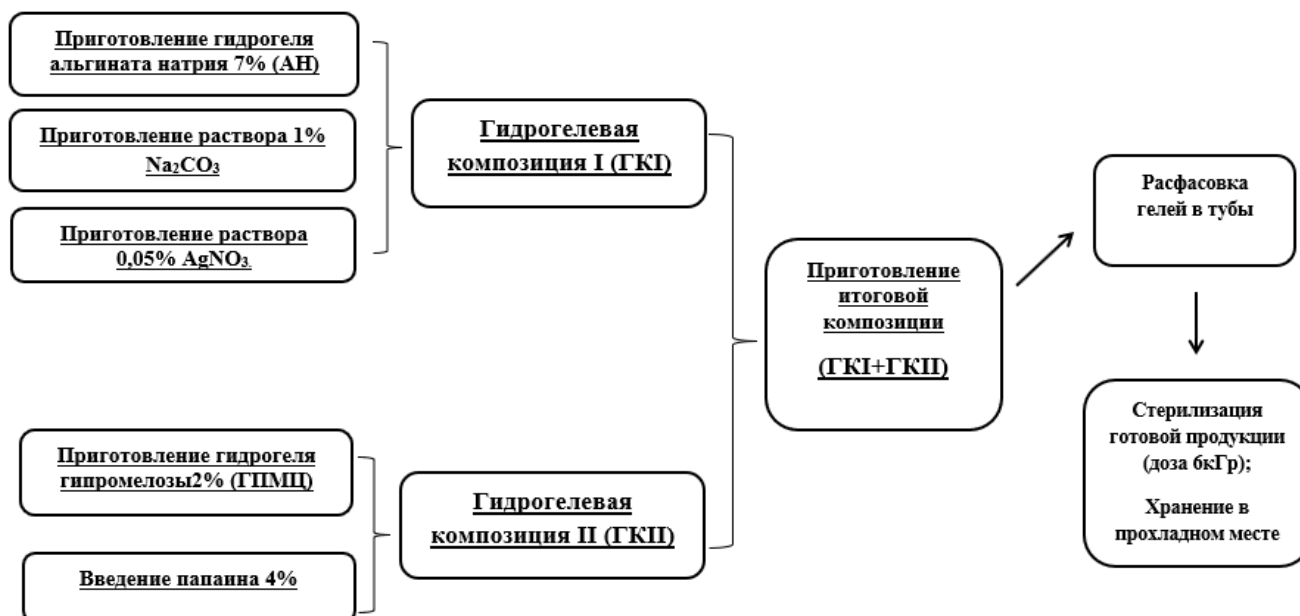 Приготовление гидрогеля
альгината натрия 7% (АН)
Приготовление раствора 1%
Na₂CO₃
Приготовление раствора
0,05% AgNO₃.
Гидрогелевая
композиция I (ГКI)
Приготовление гидрогеля
гипромелозы2% (ГПМЦ)
Введение папаина 4%
Гидрогелевая
композиция II (ГКII)
Приготовление
итоговой
композиции
(ГКI+ГКII)
Расфасовка
гелей в тубы
Стерилизация
готовой продукции
(доза 6кГр);
Хранение в
прохладном месте